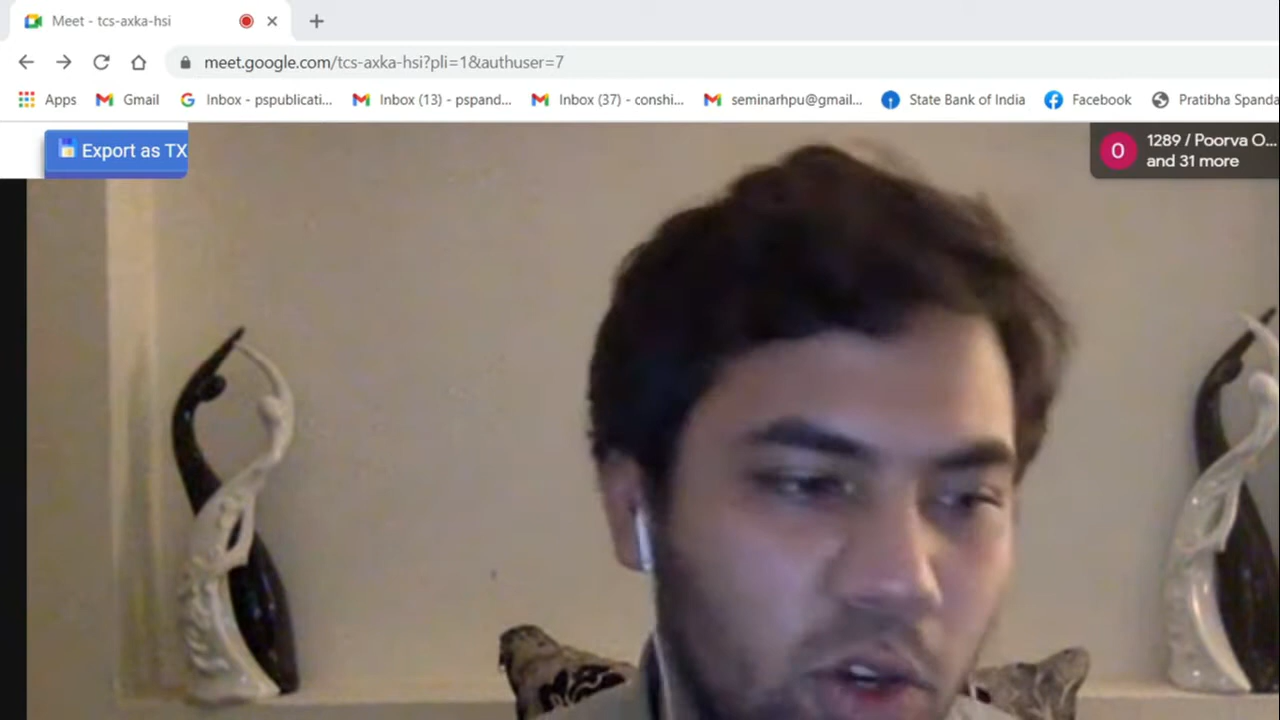 Meet - tcs-axka-hsi
meet.google.com/tcs-axka-hsi?pli=1&authuser=7
Apps Gmail Inbox - pspublicati... Inbox (13) - pspand... Inbox (37) - conshi... seminarhpu@gmail... State Bank of India Facebook Pratibha Spanda
Export as TX
O 1289 / Poorva O...
and 31 more